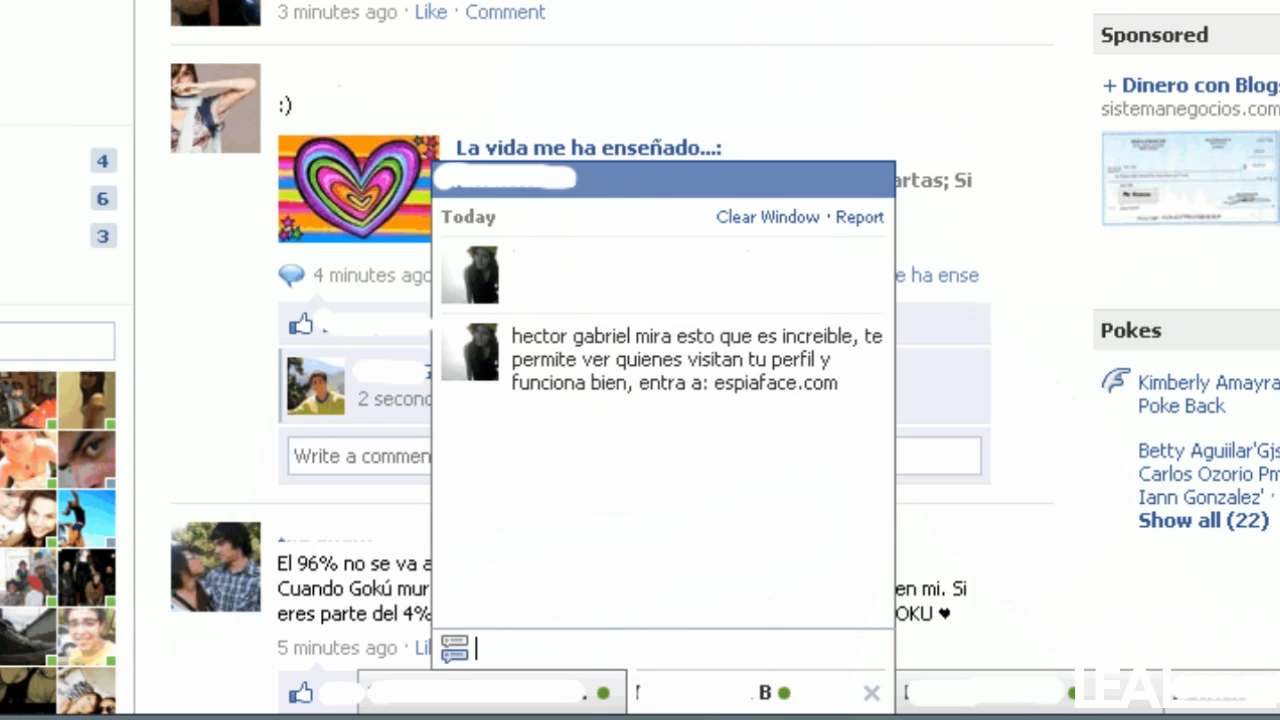 3 minutes ago · Like · Comment
Sponsored
+ Dinero con Blogs
sistemanegocios.com
:)
La vida me ha enseñado...:
artas; Si
4
6
3
Today
Clear Window · Report
4 minutes ago
e ha ense
hector gabriel mira esto que es increible, te
permite ver quienes visitan tu perfil y
funciona bien, entra a: espiaface.com
2 second
Write a commen
Pokes
Kimberly Amayra
Poke Back
Betty Aguiilar'Gjs
Carlos Ozorio Pm
Iann Gonzalez' ·
Show all (22)
El 96% no se va a
Cuando Gokú mur
en mi. Si
eres parte del 4%
OKU ♥
5 minutes ago · Li
B
LEA